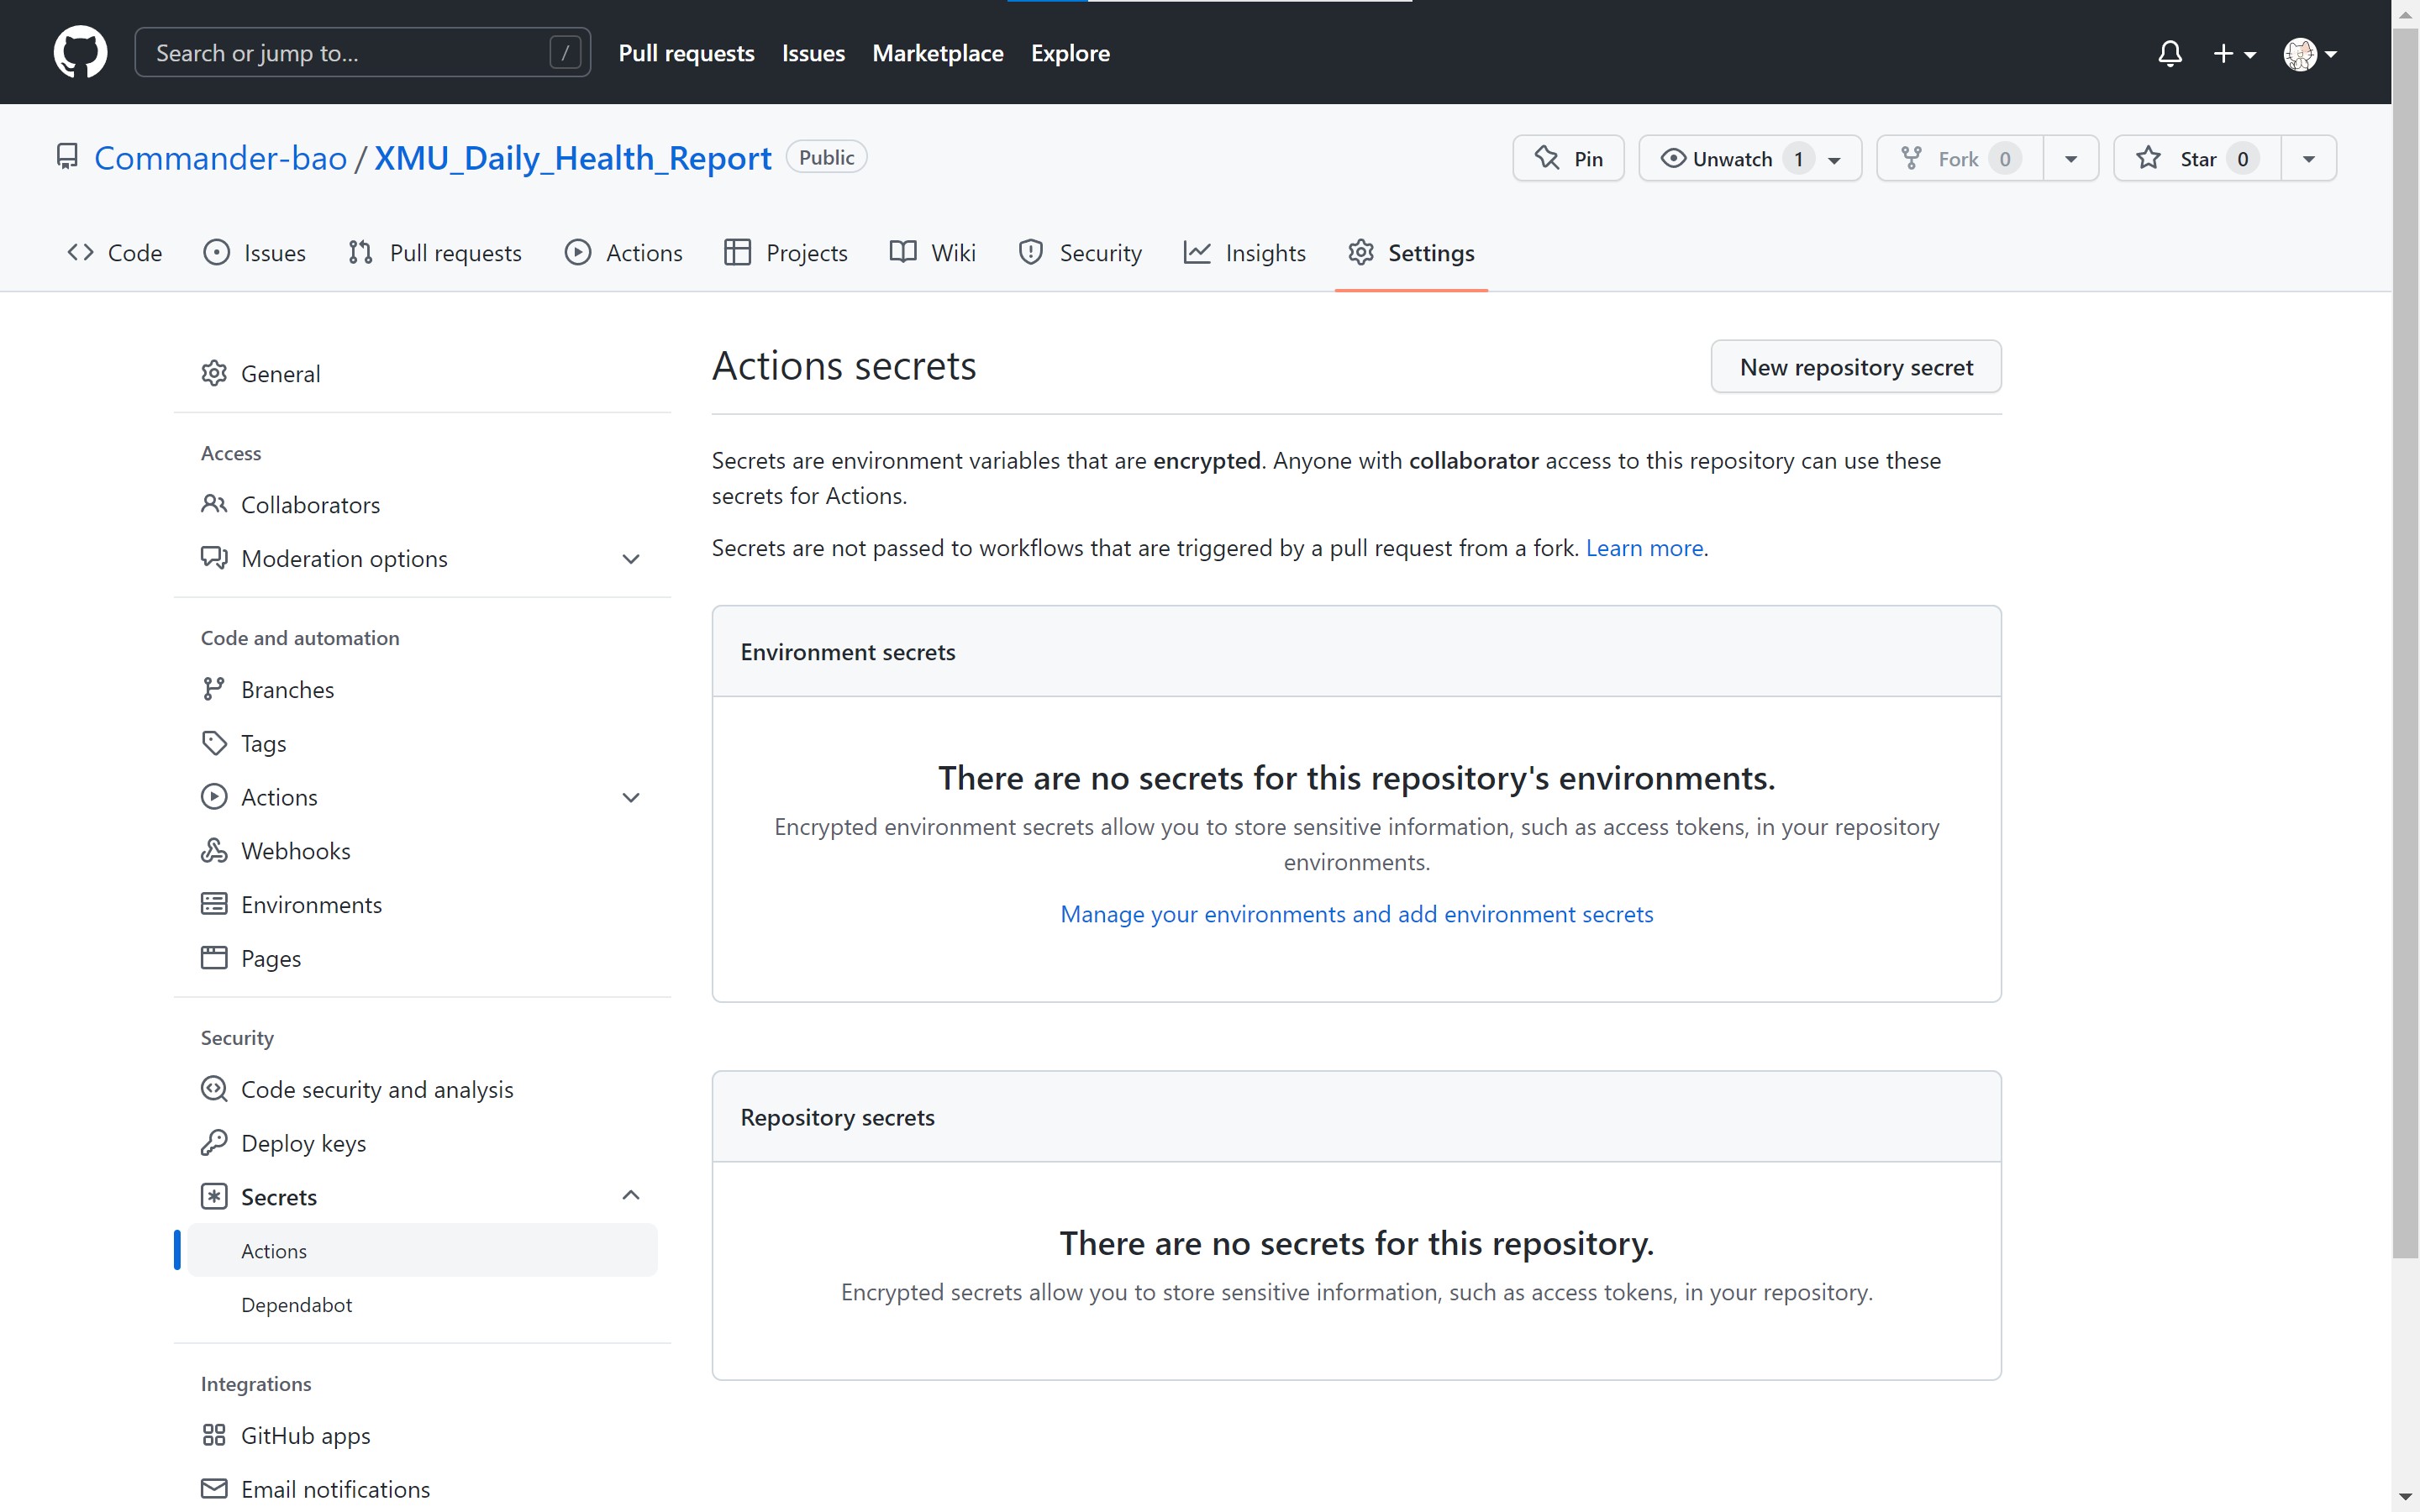 Search or jump to... /
Pull requests Issues Marketplace Explore
Commander-bao / XMU_Daily_Health_Report Public
Pin
Unwatch 1
Fork 0
Star 0
Code Issues Pull requests Actions Projects Wiki Security Insights Settings
General
Access
Collaborators
Moderation options
Code and automation
Branches
Tags
Actions
Webhooks
Environments
Pages
Security
Code security and analysis
Deploy keys
Secrets
Actions
Dependabot
Integrations
GitHub apps
Email notifications
Actions secrets
New repository secret
Secrets are environment variables that are encrypted. Anyone with collaborator access to this repository can use these
secrets for Actions.
Secrets are not passed to workflows that are triggered by a pull request from a fork. Learn more.
Environment secrets
There are no secrets for this repository's environments.
Encrypted environment secrets allow you to store sensitive information, such as access tokens, in your repository
environments.
Manage your environments and add environment secrets
Repository secrets
There are no secrets for this repository.
Encrypted secrets allow you to store sensitive information, such as access tokens, in your repository.